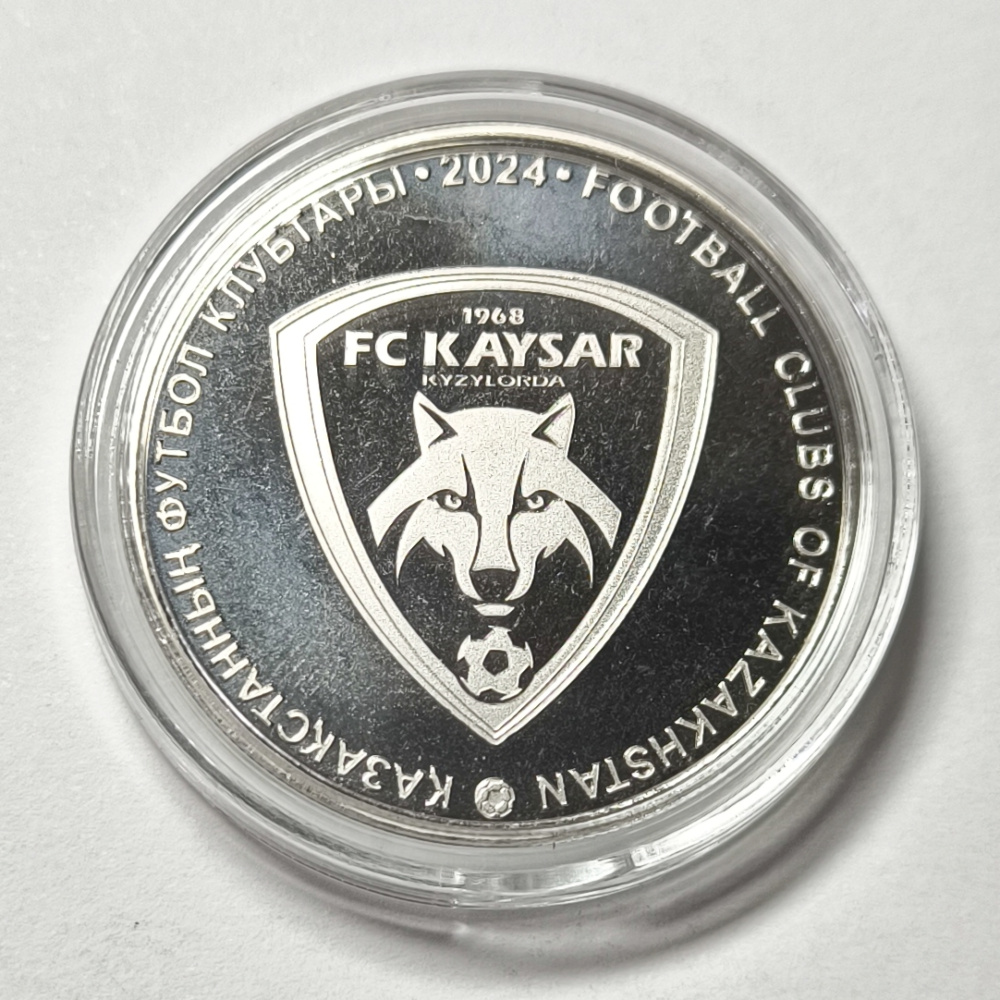 ҚАЗАҚСТАННЫҢ ФУТБОЛ КЛУБТАРЫ • 2024 • FOOTBALL CLUBS OF KAZAKHSTAN
1968
FC KAYSAR
KYZYLORDA